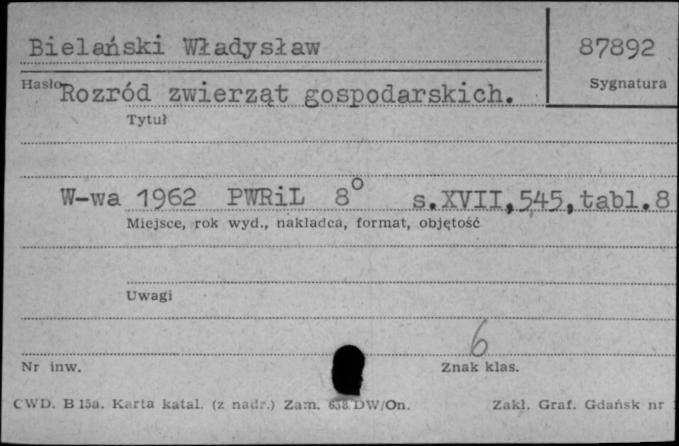 Bielański Władysław
87892
Hasło
Sygnatura
Rozród zwierząt gospodarskich.
Tytuł
W-wa 1962 PWRiL 8° s.XVII,545,tabl.8
Miejsce, rok wyd., nakładca, format, objętość
Uwagi
6
Nr inw.
Znak klas.
CWD. B 15a. Karta katal. (z nadr.) Zam. 658 DW/On.
Zakł. Graf. Gdańsk nr